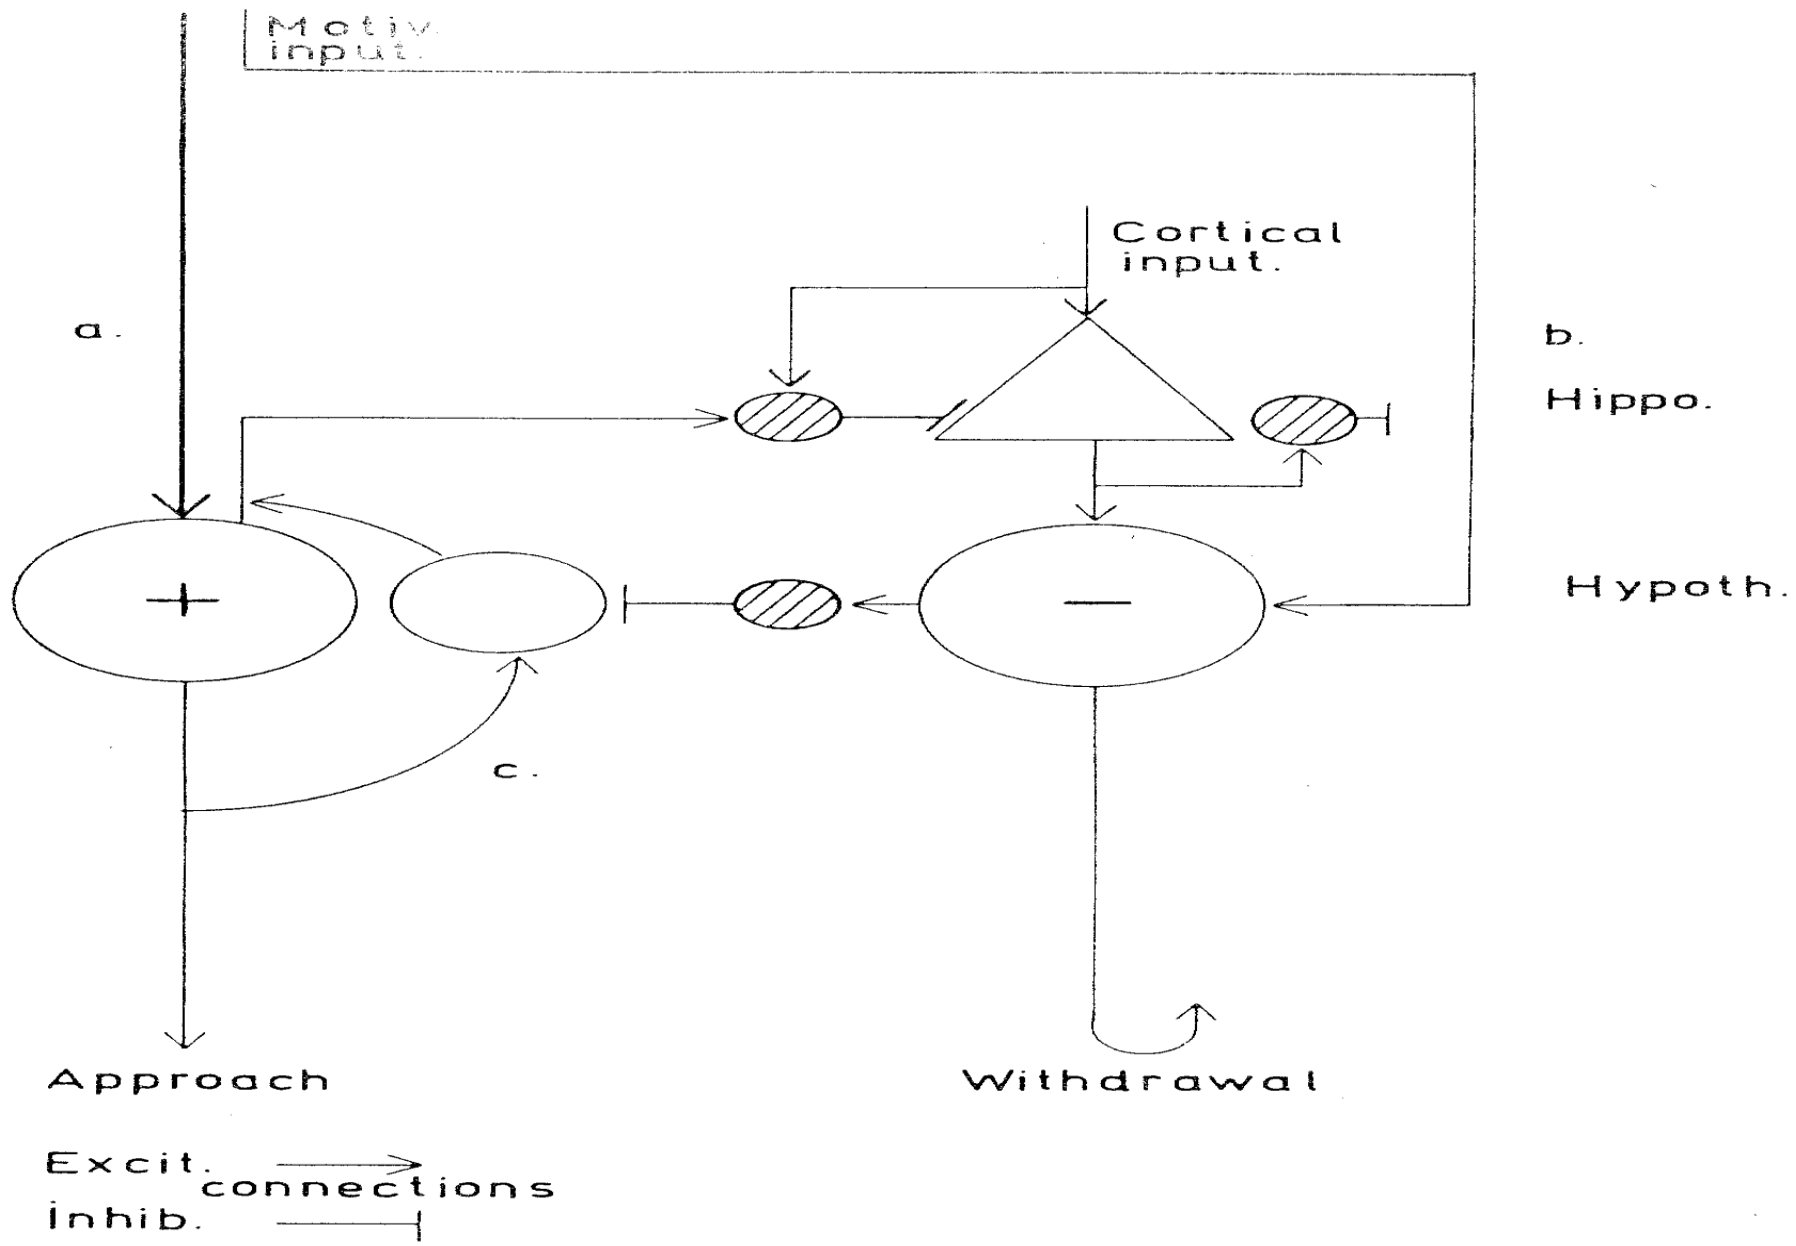 Motiv.
input.
Cortical
input.
a.
b.
Hippo.
+
—
Hypoth.
c.
Approach
Withdrawal
Excit.
connections
inhib.